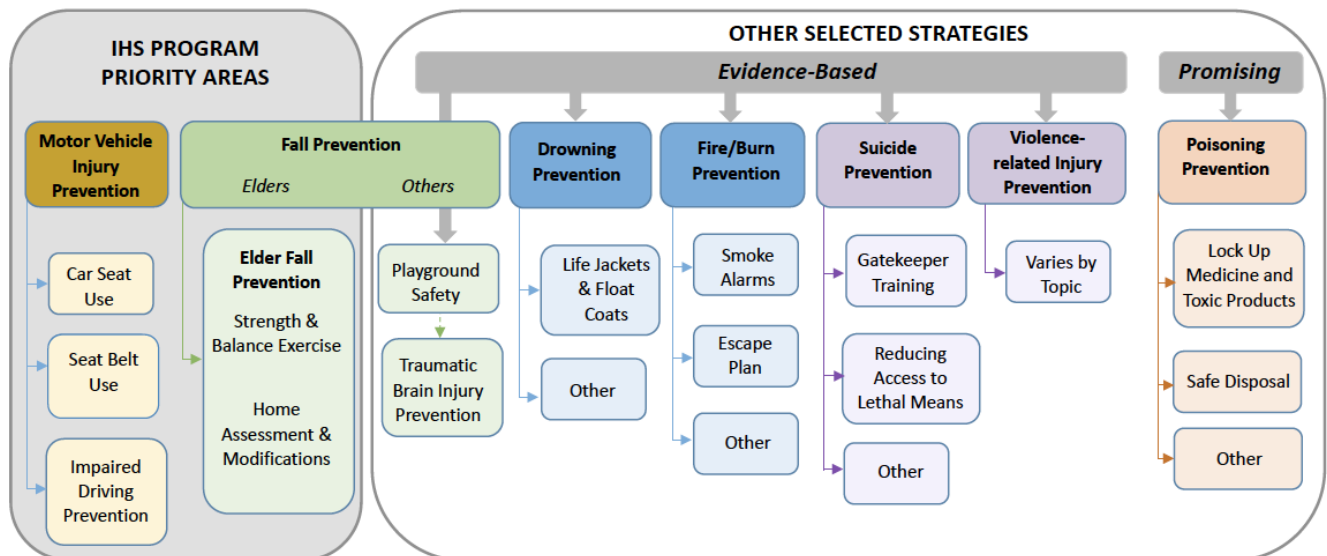 IHS PROGRAM
PRIORITY AREAS
OTHER SELECTED STRATEGIES
Evidence-Based
Promising
Motor Vehicle
Injury
Prevention
Fall Prevention
Elders
Others
Drowning
Prevention
Fire/Burn
Prevention
Suicide
Prevention
Violence-
related Injury
Prevention
Poisoning
Prevention
Car Seat
Use
Seat Belt
Use
Impaired
Driving
Prevention
Elder Fall
Prevention
Strength &
Balance Exercise
Home
Assessment &
Modifications
Playground
Safety
Traumatic
Brain Injury
Prevention
Life Jackets
& Float
Coats
Other
Smoke
Alarms
Escape
Plan
Other
Gatekeeper
Training
Reducing
Access to
Lethal Means
Other
Varies by
Topic
Lock Up
Medicine and
Toxic Products
Safe Disposal
Other